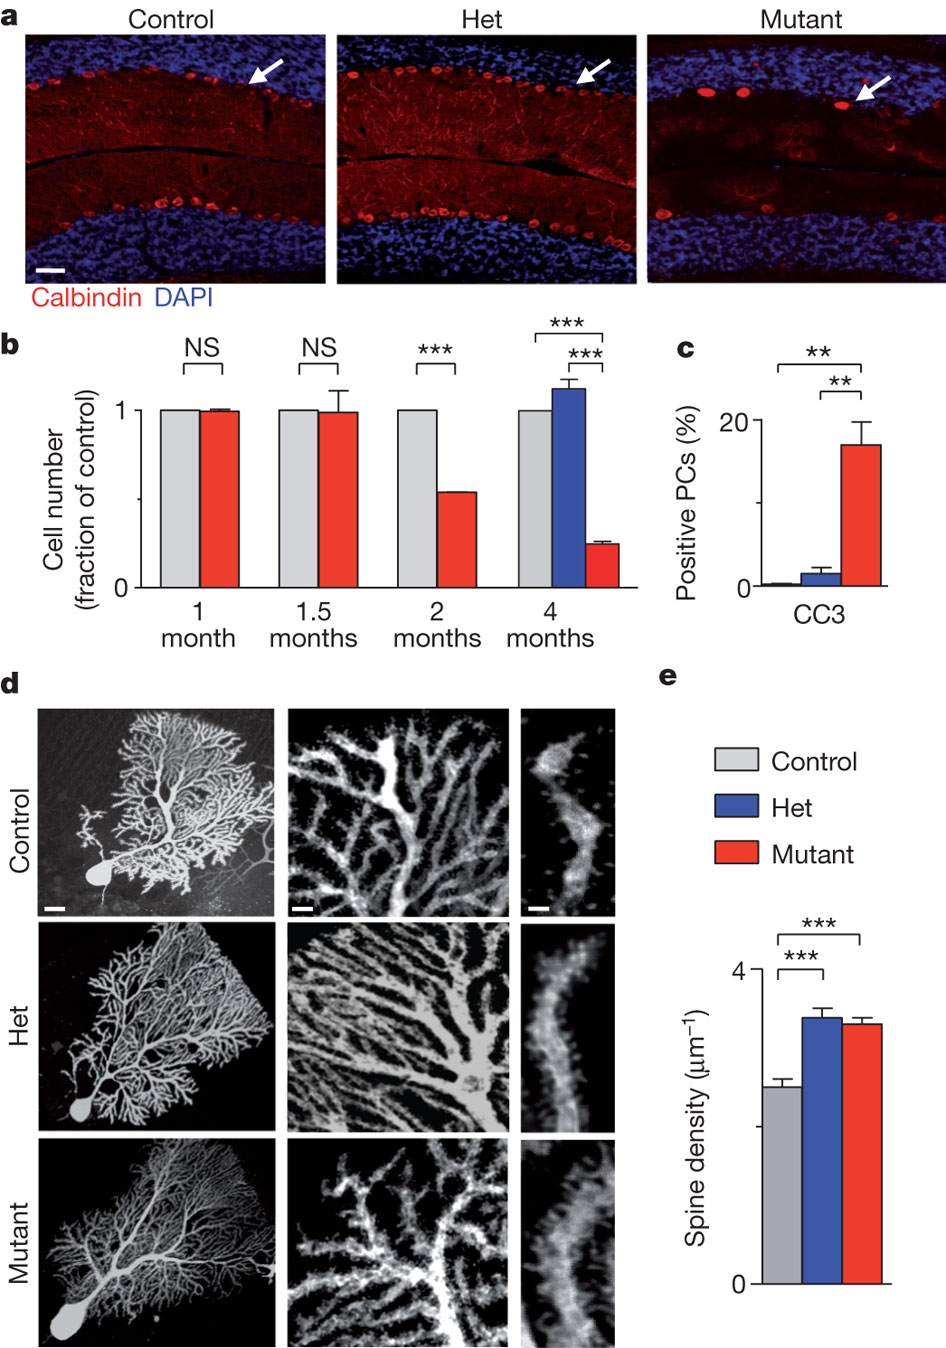 a
Control Het Mutant
Calbindin DAPI
b
NS NS *** *** ***
1
0
Cell number
(fraction of control)
1
month
1.5
months
2
months
4
months
c
** **
20
0
Positive PCs (%)
CC3
d
Control
Het
Mutant
e
Control
Het
Mutant
***
***
4
0
Spine density (μm⁻¹)